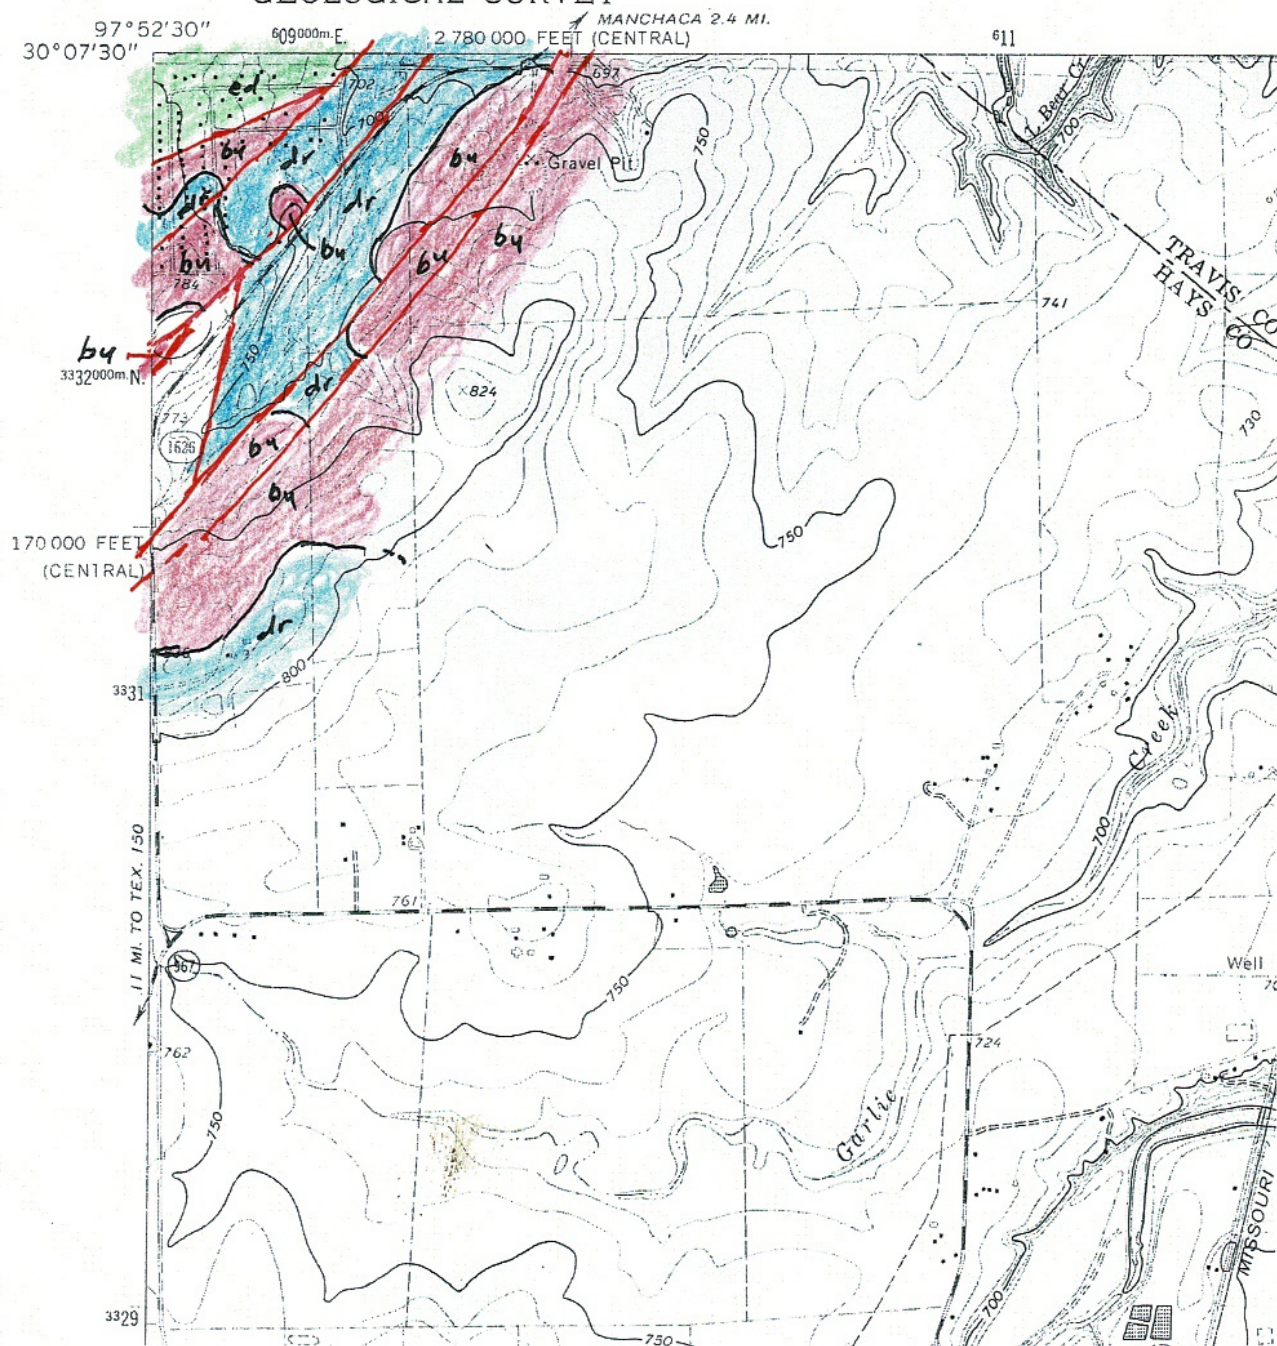 GEOLOGICAL SURVEY
97°52'30"
30°07'30"
609000m.E.
MANCHACA 2.4 MI.
2 780 000 FEET (CENTRAL)
611
702
697
ed
700
bu
dr
bu
Gravel Pit
750
L. Bear Cr
700
dr
dr
bu
bu
bu
bu
784
TRAVIS CO
HAYS CO
741
bu
3332000m.N.
750
dr
824
773
1626
730
bu
bu
170 000 FEET
(CENTRAL)
750
dr
800
3331
Creek
11 MI. TO TEX. 150
761
700
967
750
Well
762
724
750
Garlic
MISSOURI
700
3329
750